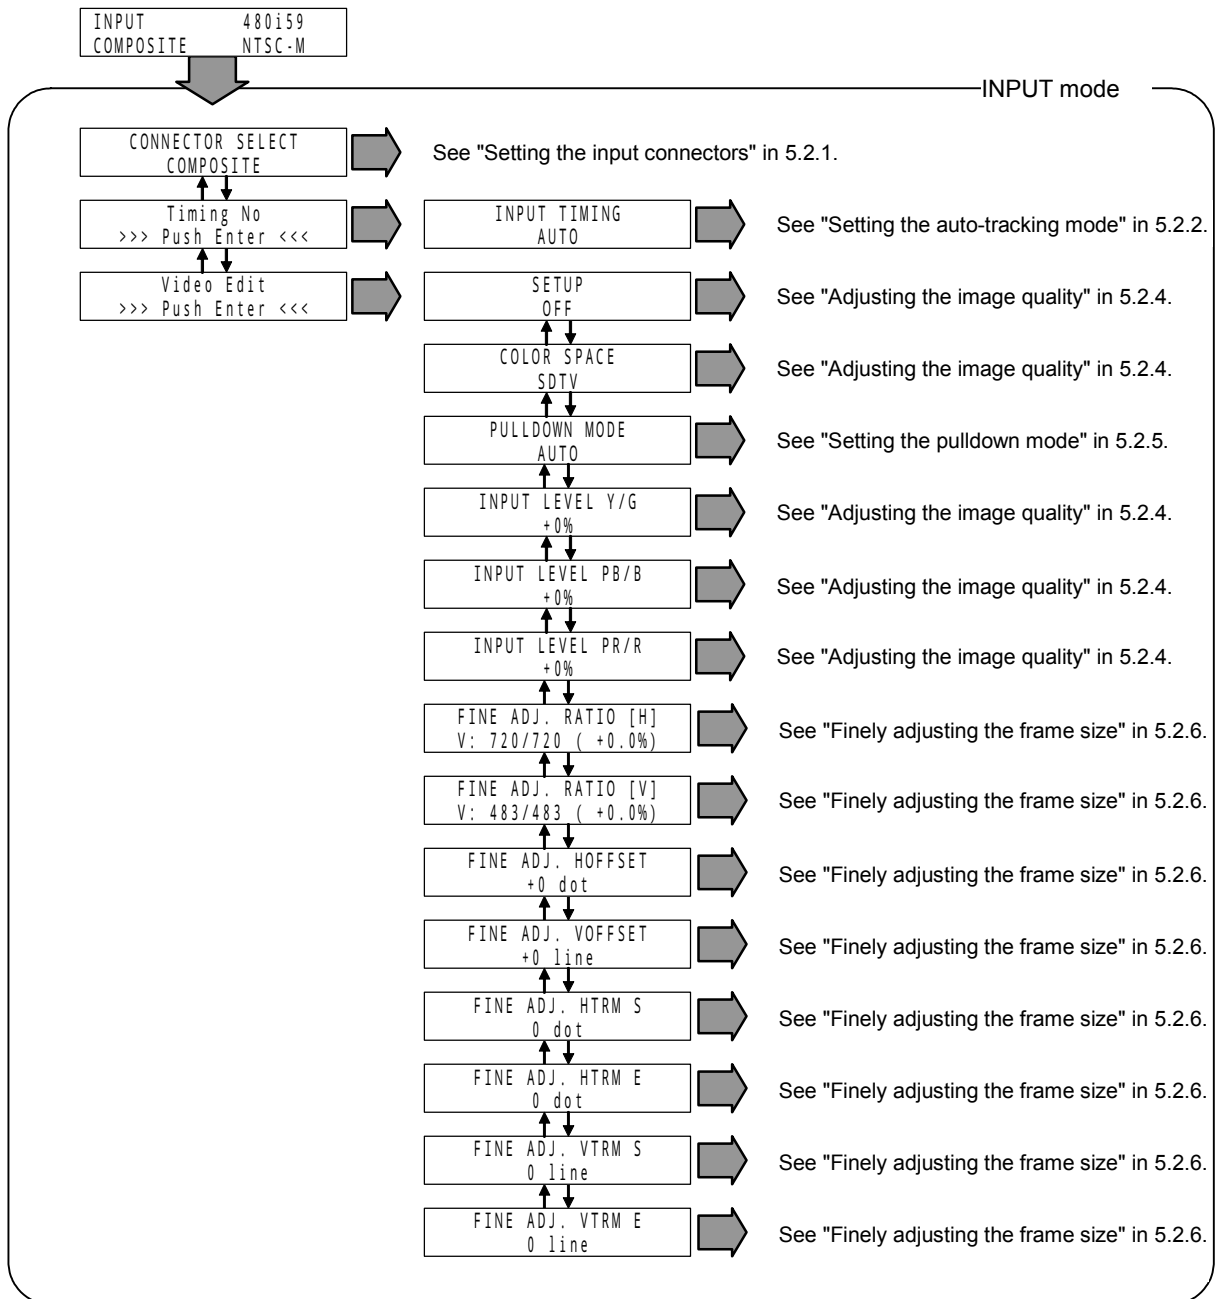 INPUT 480i59
COMPOSITE NTSC-M
INPUT mode
CONNECTOR SELECT
COMPOSITE
See "Setting the input connectors" in 5.2.1.
Timing No
>>> Push Enter <<<
INPUT TIMING
AUTO
See "Setting the auto-tracking mode" in 5.2.2.
Video Edit
>>> Push Enter <<<
SETUP
OFF
See "Adjusting the image quality" in 5.2.4.
COLOR SPACE
SDTV
See "Adjusting the image quality" in 5.2.4.
PULLDOWN MODE
AUTO
See "Setting the pulldown mode" in 5.2.5.
INPUT LEVEL Y/G
+0%
See "Adjusting the image quality" in 5.2.4.
INPUT LEVEL PB/B
+0%
See "Adjusting the image quality" in 5.2.4.
INPUT LEVEL PR/R
+0%
See "Adjusting the image quality" in 5.2.4.
FINE ADJ. RATIO [H]
V: 720/720 ( +0.0%)
See "Finely adjusting the frame size" in 5.2.6.
FINE ADJ. RATIO [V]
V: 483/483 ( +0.0%)
See "Finely adjusting the frame size" in 5.2.6.
FINE ADJ. HOFFSET
+0 dot
See "Finely adjusting the frame size" in 5.2.6.
FINE ADJ. VOFFSET
+0 line
See "Finely adjusting the frame size" in 5.2.6.
FINE ADJ. HTRM S
0 dot
See "Finely adjusting the frame size" in 5.2.6.
FINE ADJ. HTRM E
0 dot
See "Finely adjusting the frame size" in 5.2.6.
FINE ADJ. VTRM S
0 line
See "Finely adjusting the frame size" in 5.2.6.
FINE ADJ. VTRM E
0 line
See "Finely adjusting the frame size" in 5.2.6.